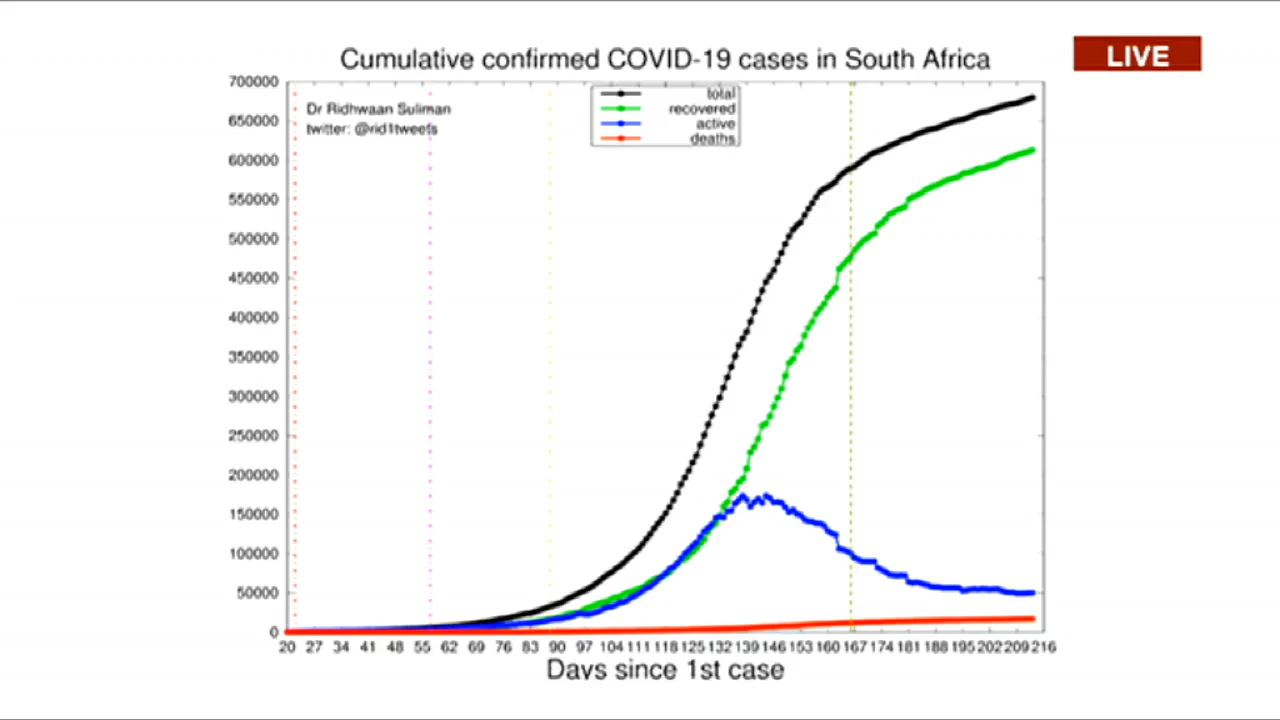 Cumulative confirmed COVID-19 cases in South Africa
LIVE
Dr Ridhwaan Suliman
twitter: @rid1tweets
total
recovered
active
deaths
700000
650000
600000
550000
500000
450000
400000
350000
300000
250000
200000
150000
100000
50000
0
20 27 34 41 48 55 62 69 76 83 90 97 104 111 118 125 132 139 146 153 160 167 174 181 188 195 202 209 216
Days since 1st case